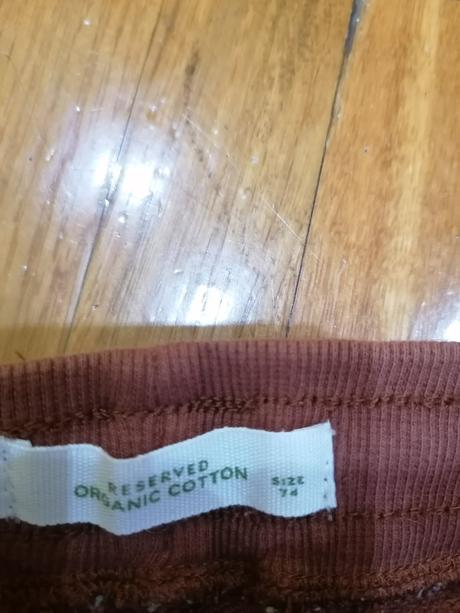 RESERVED
ORGANIC COTTON
SIZE
74